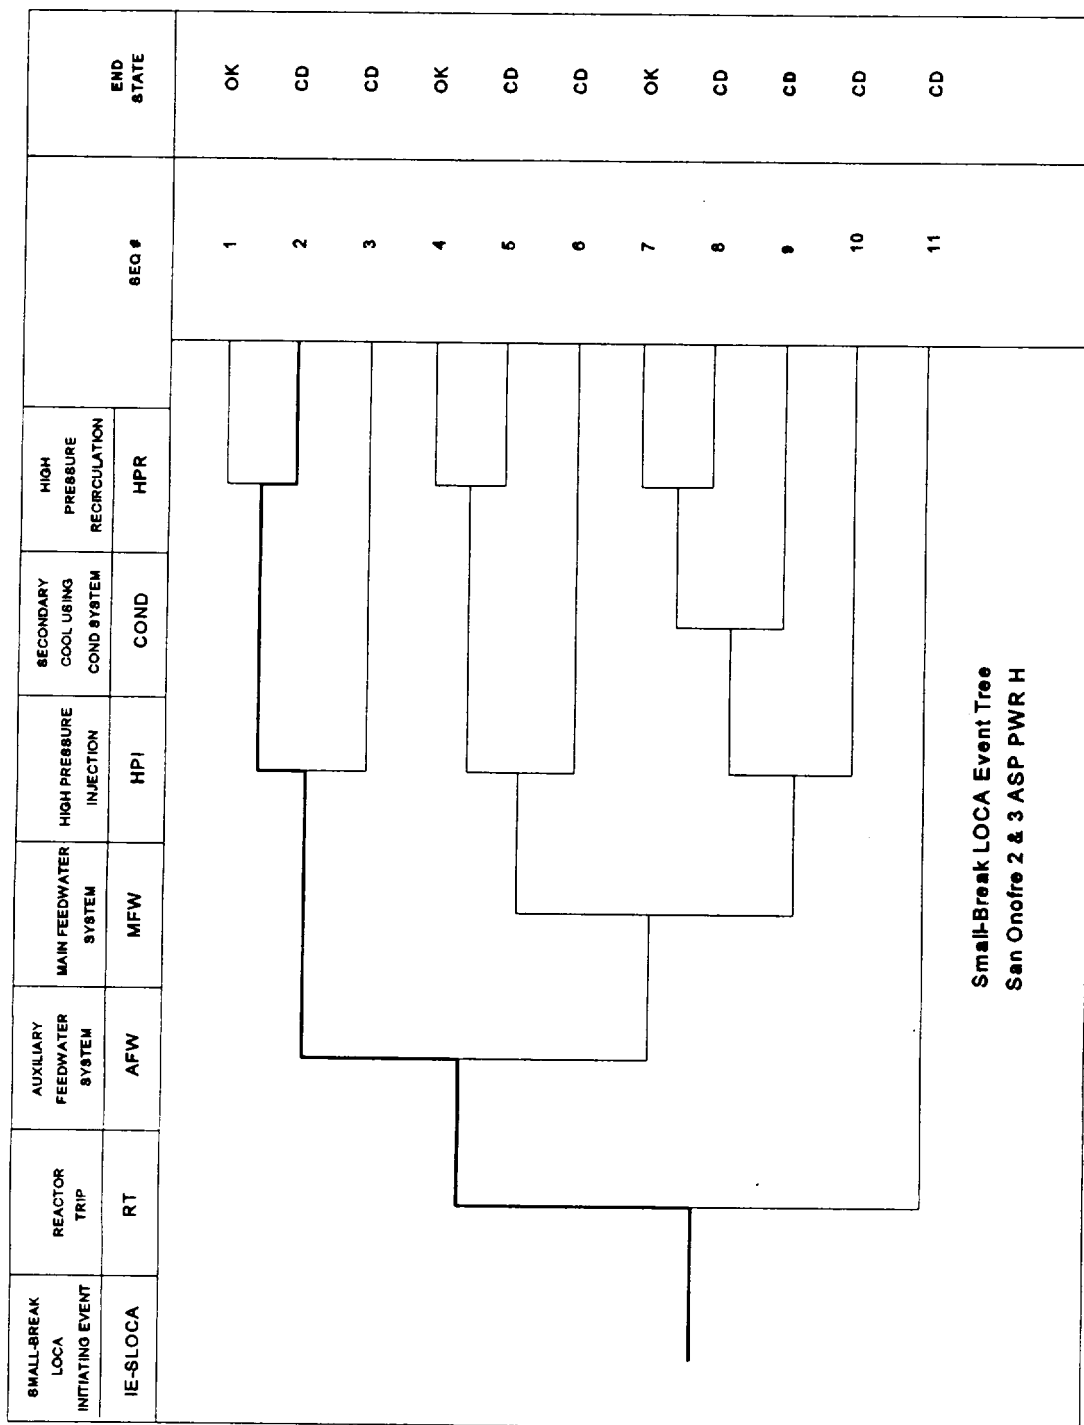 SMALL-BREAK
LOCA
INITIATING EVENT
IE-SLOCA
REACTOR
TRIP
RT
AUXILIARY
FEEDWATER
SYSTEM
AFW
MAIN FEEDWATER
SYSTEM
MFW
HIGH PRESSURE
INJECTION
HPI
SECONDARY
COOL USING
COND SYSTEM
COND
HIGH
PRESSURE
RECIRCULATION
HPR
SEQ #
END
STATE
1 OK
2 CD
3 CD
4 OK
5 CD
6 CD
7 OK
8 CD
9 CD
10 CD
11 CD
Small-Break LOCA Event Tree
San Onofre 2 & 3 ASP PWR H